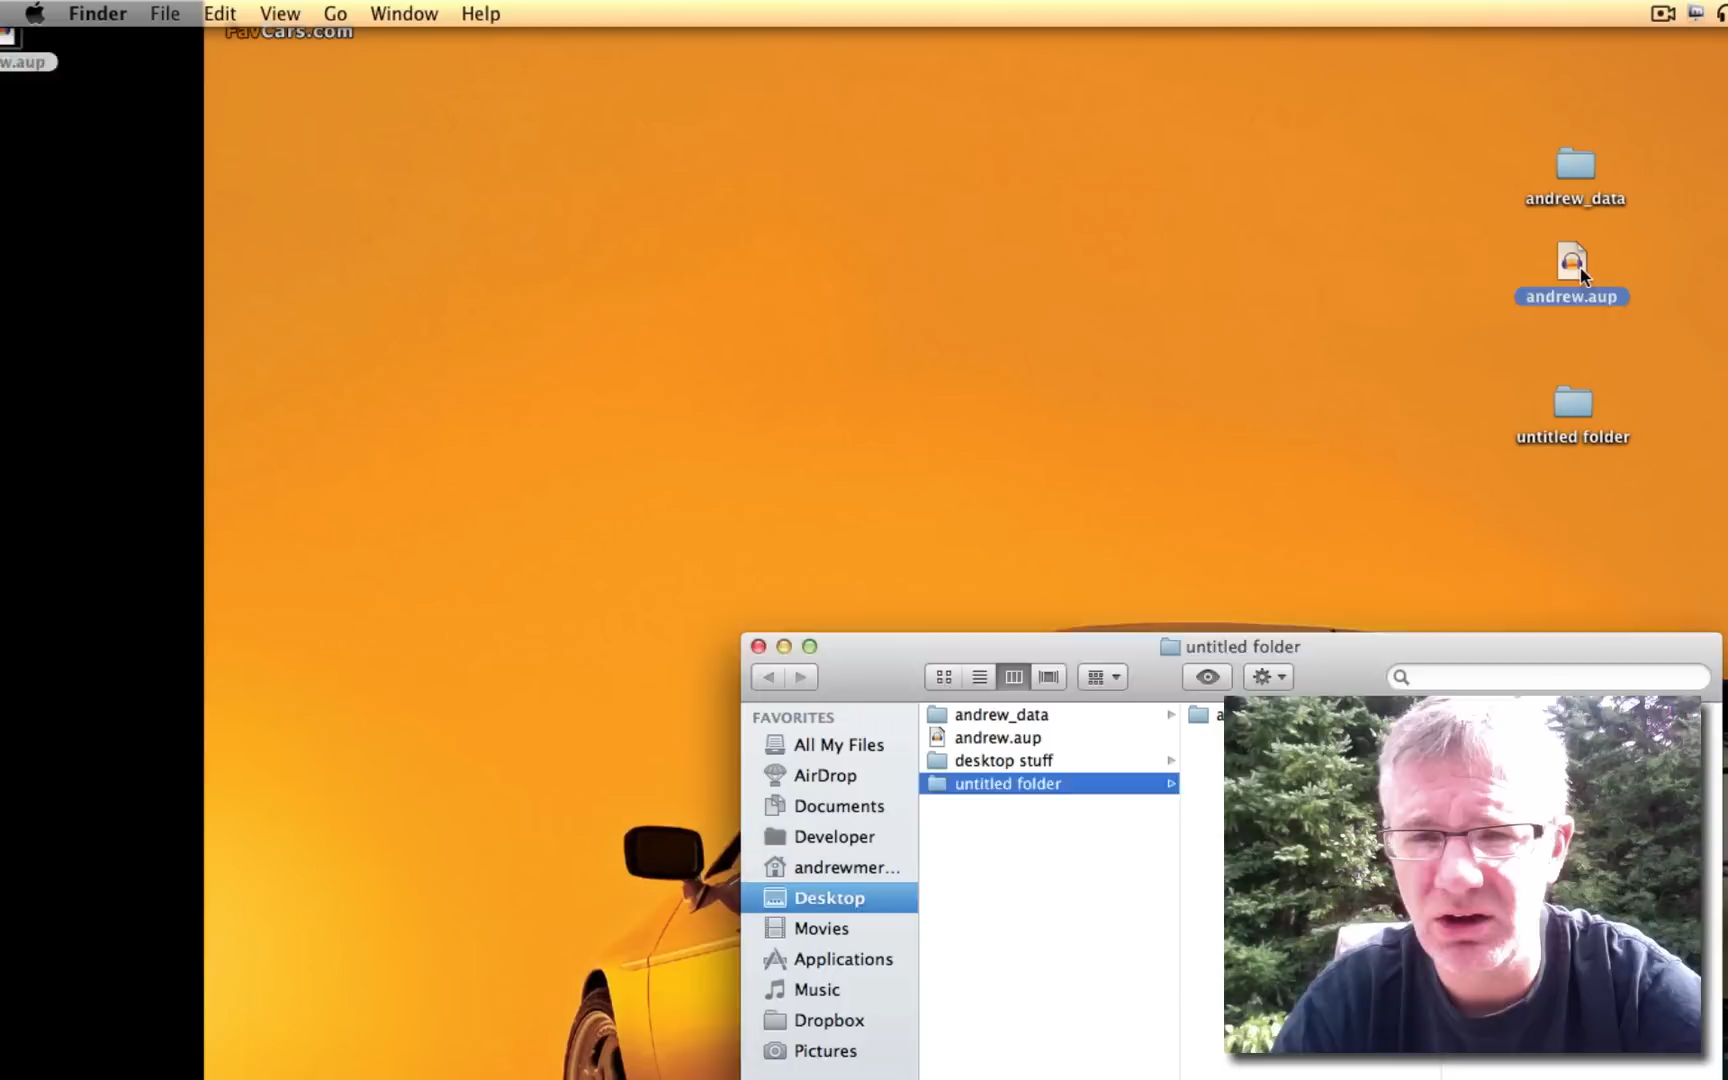 Finder File Edit View Go Window Help
FavCars.com
w.aup
andrew_data
andrew.aup
untitled folder
untitled folder
FAVORITES
All My Files
AirDrop
Documents
Developer
andrewmer...
Desktop
Movies
Applications
Music
Dropbox
Pictures
andrew_data
andrew.aup
desktop stuff
untitled folder
a